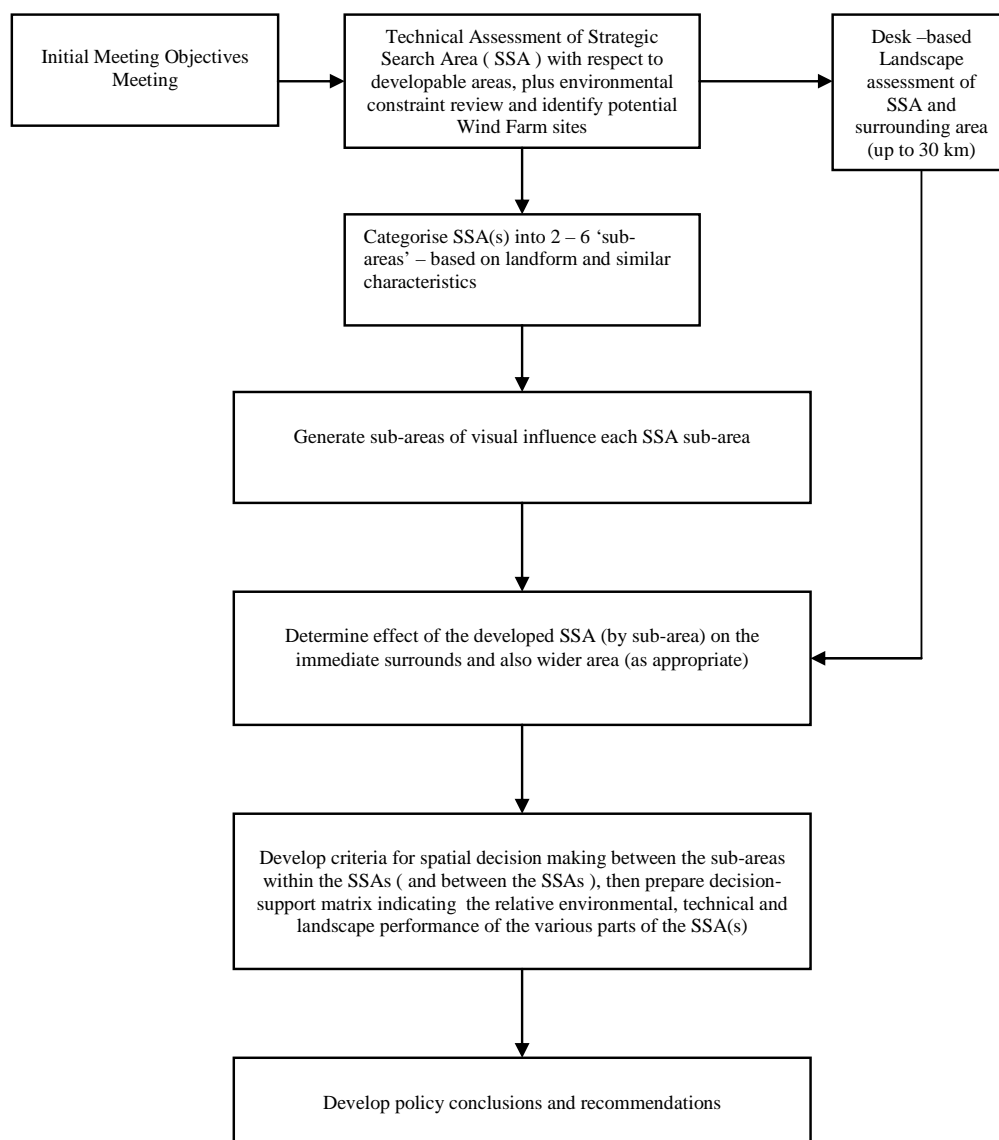 Initial Meeting Objectives
Meeting
Technical Assessment of Strategic
Search Area ( SSA ) with respect to
developable areas, plus environmental
constraint review and identify potential
Wind Farm sites
Desk –based
Landscape
assessment of
SSA and
surrounding area
(up to 30 km)
Categorise SSA(s) into 2 – 6 ‘sub-
areas’ – based on landform and similar
characteristics
Generate sub-areas of visual influence each SSA sub-area
Determine effect of the developed SSA (by sub-area) on the
immediate surrounds and also wider area (as appropriate)
Develop criteria for spatial decision making between the sub-areas
within the SSAs ( and between the SSAs ), then prepare decision-
support matrix indicating the relative environmental, technical and
landscape performance of the various parts of the SSA(s)
Develop policy conclusions and recommendations